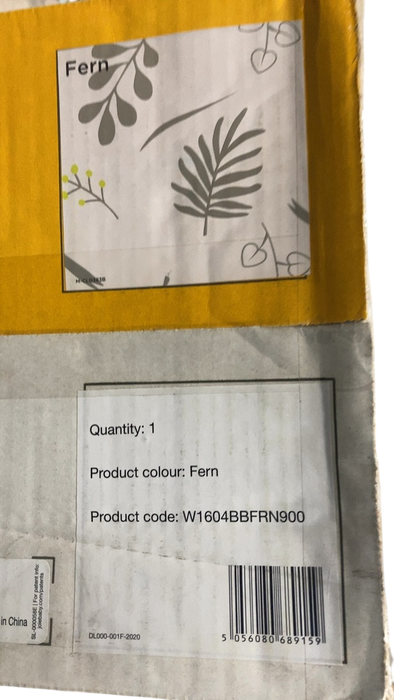 Fern
Quantity: 1
Product colour: Fern
Product code: W1604BBFRN900
in China
DL000-001F-2020
5 056080 689159